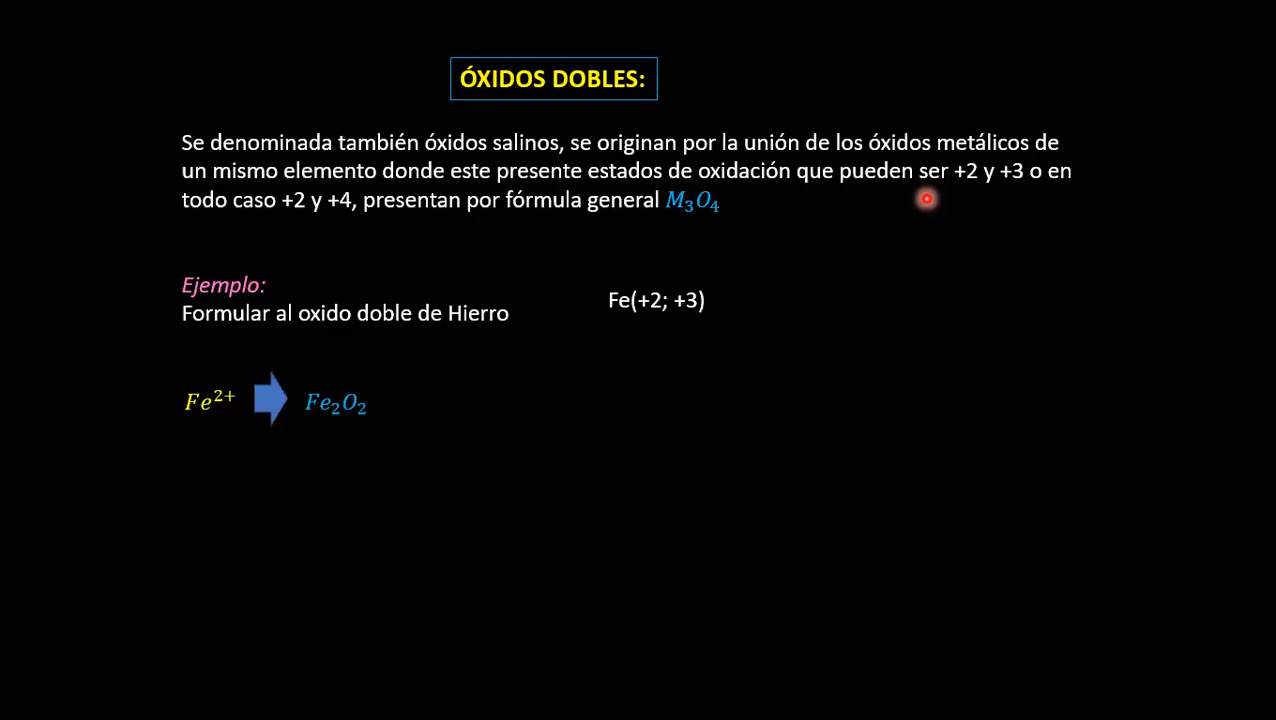 ÓXIDOS DOBLES:
Se denominada también óxidos salinos, se originan por la unión de los óxidos metálicos de
un mismo elemento donde este presente estados de oxidación que pueden ser +2 y +3 o en
todo caso +2 y +4, presentan por fórmula general M₃O₄
Ejemplo:
Formular al oxido doble de Hierro
Fe(+2; +3)
Fe²⁺ Fe₂O₂